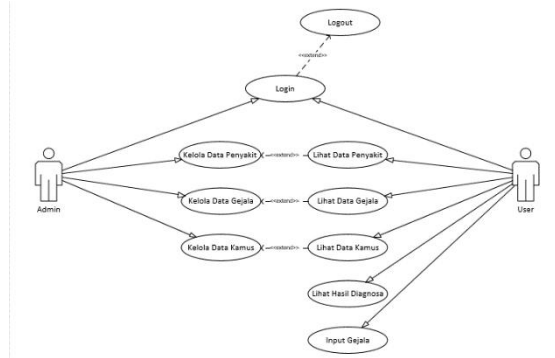 Logout
<<extend>>
Login
Kelola Data Penyakit
<<extend>>
Lihat Data Penyakit
Admin
User
Kelola Data Gejala
<<extend>>
Lihat Data Gejala
Kelola Data Kamus
<<extend>>
Lihat Data Kamus
Lihat Hasil Diagnosa
Input Gejala